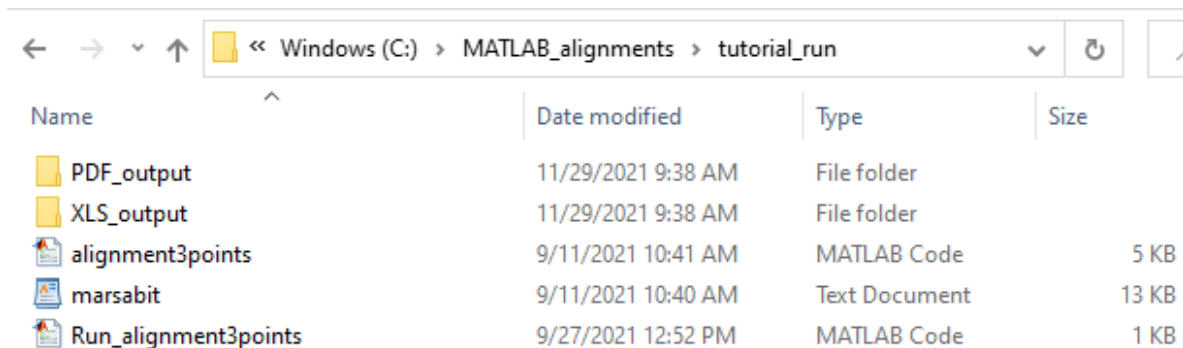 « Windows (C:) > MATLAB_alignments > tutorial_run
Name Date modified Type Size
PDF_output 11/29/2021 9:38 AM File folder
XLS_output 11/29/2021 9:38 AM File folder
alignment3points 9/11/2021 10:41 AM MATLAB Code 5 KB
marsabit 9/11/2021 10:40 AM Text Document 13 KB
Run_alignment3points 9/27/2021 12:52 PM MATLAB Code 1 KB